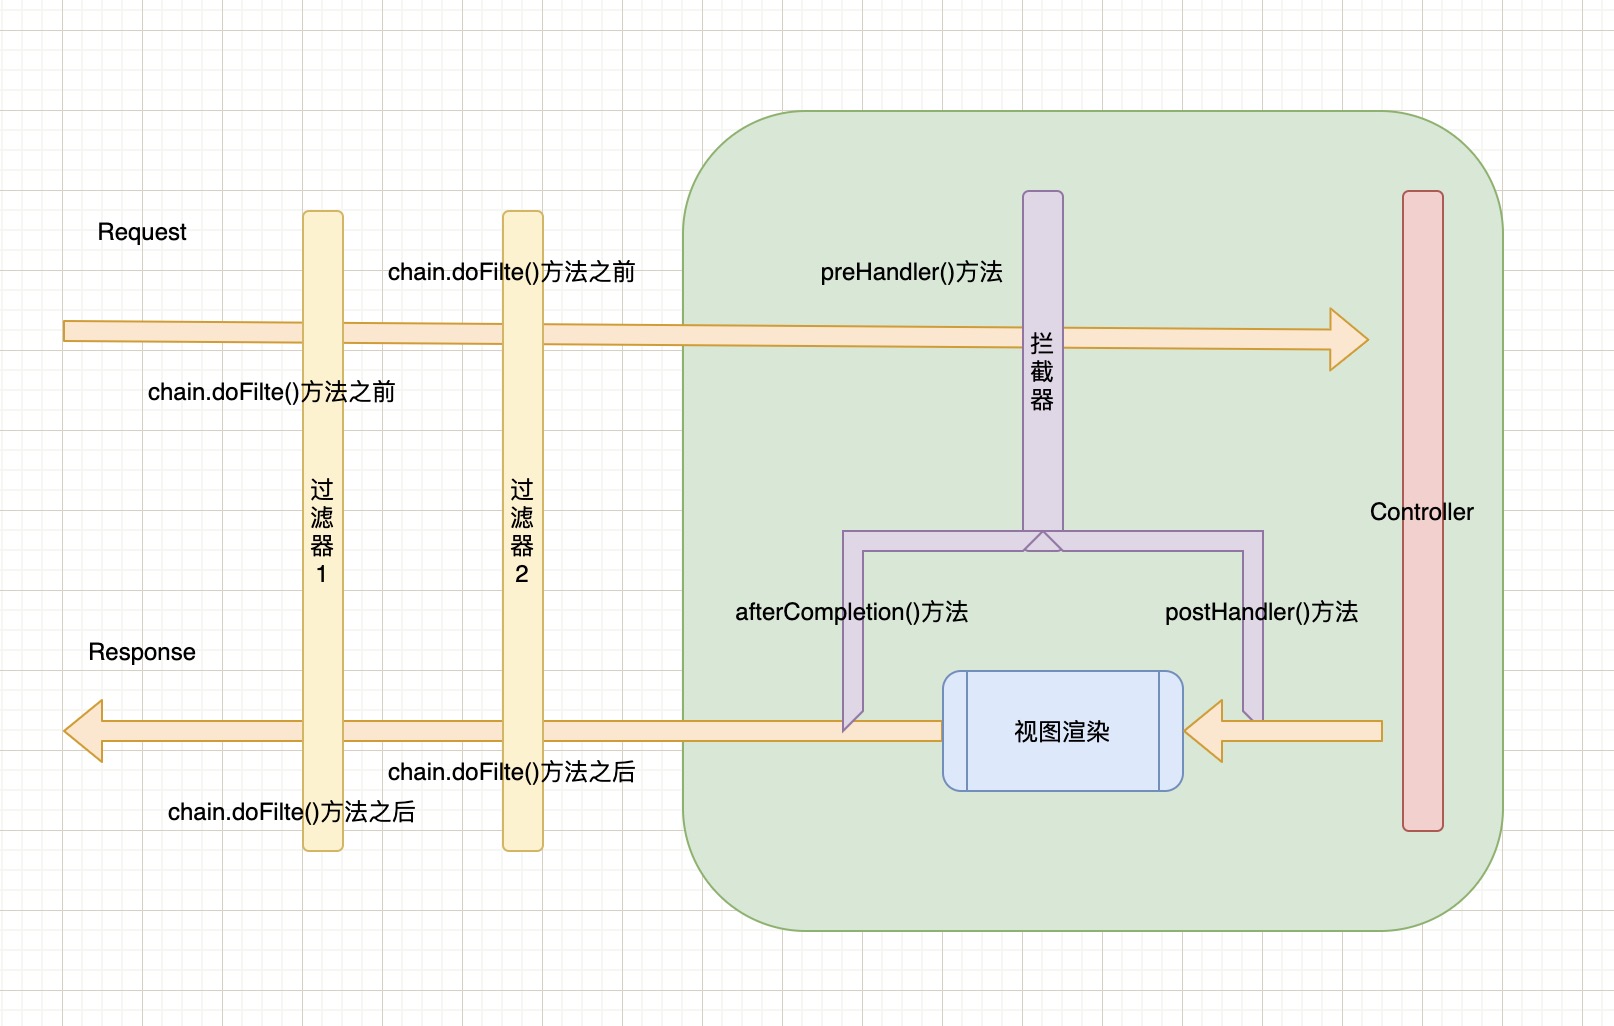 Request
chain.doFilte()方法之前
preHandler()方法
拦截器
chain.doFilte()方法之前
过滤器1
过滤器2
Controller
afterCompletion()方法
postHandler()方法
Response
视图渲染
chain.doFilte()方法之后
chain.doFilte()方法之后